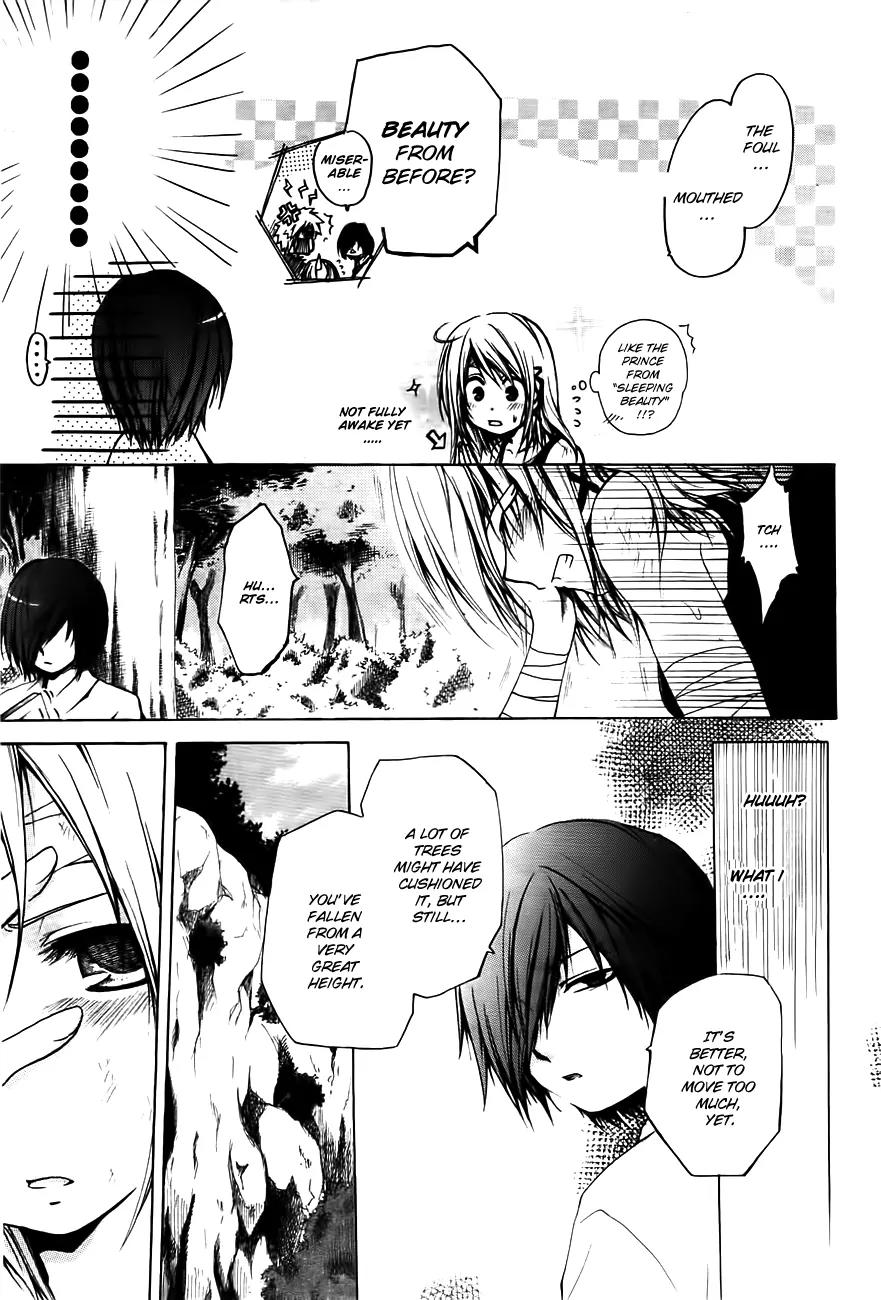 THE
FOUL
...
MOUTHED
...
BEAUTY
FROM
BEFORE?
MISER-
ABLE
...
LIKE THE
PRINCE
FROM
"SLEEPING
BEAUTY"
!!?
NOT FULLY
AWAKE YET
.....
TCH
....
HU...
RTS...
HUUUH?
WHAT I
....
IT'S
BETTER,
NOT TO
MOVE TOO
MUCH,
YET.
A LOT OF
TREES
MIGHT HAVE
CUSHIONED
IT, BUT
STILL...
YOU'VE
FALLEN
FROM A
VERY
GREAT
HEIGHT.